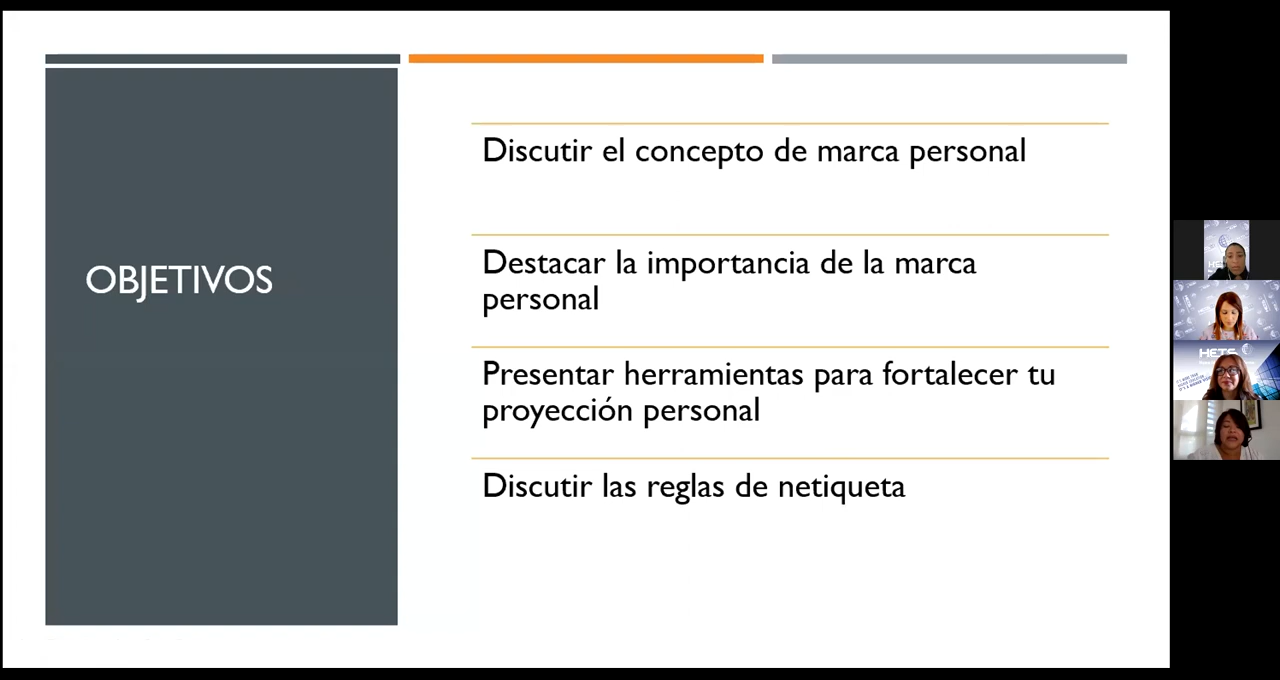 OBJETIVOS
Discutir el concepto de marca personal
Destacar la importancia de la marca
personal
Presentar herramientas para fortalecer tu
proyección personal
Discutir las reglas de netiqueta
HETS